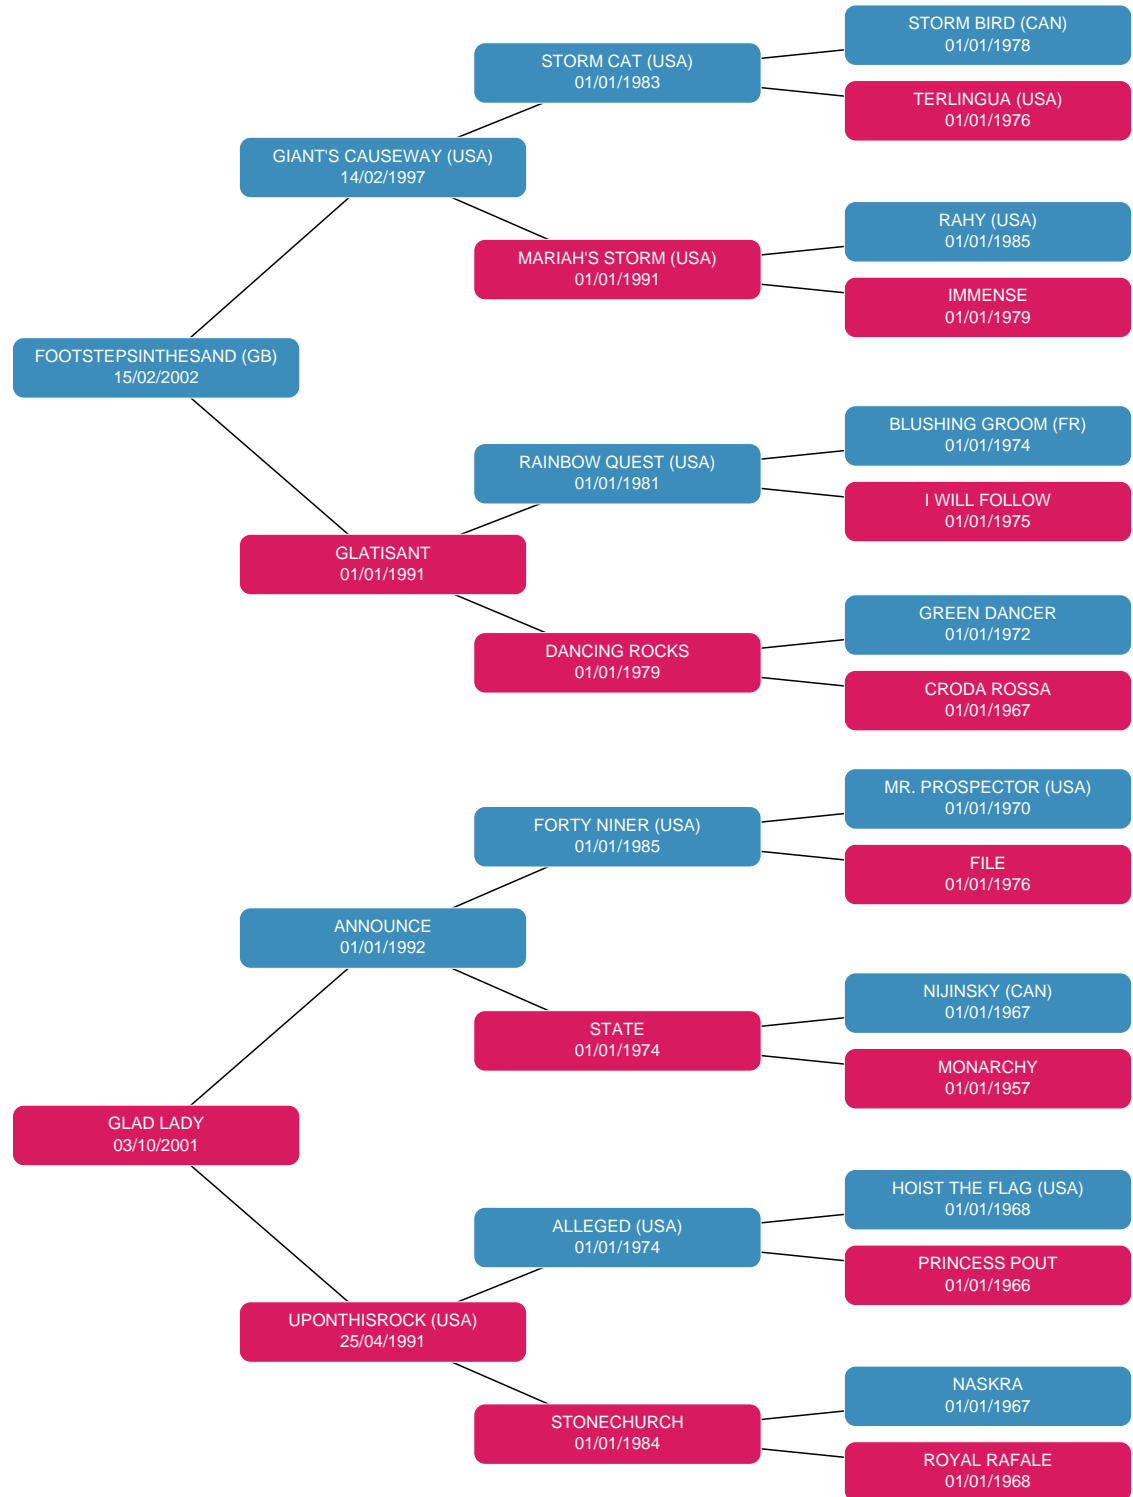 STORM BIRD (CAN)
01/01/1978
STORM CAT (USA)
01/01/1983
TERLINGUA (USA)
01/01/1976
GIANT'S CAUSEWAY (USA)
14/02/1997
RAHY (USA)
01/01/1985
MARIAH'S STORM (USA)
01/01/1991
IMMENSE
01/01/1979
FOOTSTEPSINTHESAND (GB)
15/02/2002
BLUSHING GROOM (FR)
01/01/1974
RAINBOW QUEST (USA)
01/01/1981
I WILL FOLLOW
01/01/1975
GLATISANT
01/01/1991
GREEN DANCER
01/01/1972
DANCING ROCKS
01/01/1979
CRODA ROSSA
01/01/1967
MR. PROSPECTOR (USA)
01/01/1970
FORTY NINER (USA)
01/01/1985
FILE
01/01/1976
ANNOUNCE
01/01/1992
NIJINSKY (CAN)
01/01/1967
STATE
01/01/1974
MONARCHY
01/01/1957
GLAD LADY
03/10/2001
HOIST THE FLAG (USA)
01/01/1968
ALLEGED (USA)
01/01/1974
PRINCESS POUT
01/01/1966
UPONTHISROCK (USA)
25/04/1991
NASKRA
01/01/1967
STONECHURCH
01/01/1984
ROYAL RAFALE
01/01/1968